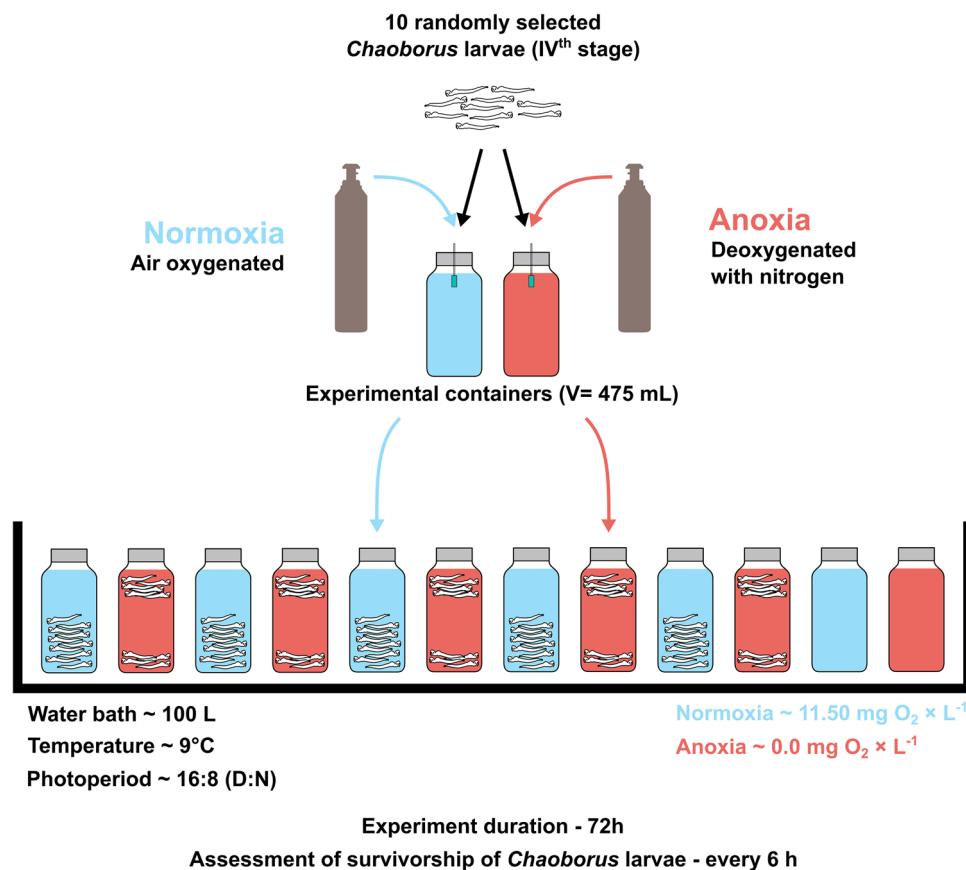 10 randomly selected
Chaoborus larvae (IVth stage)
Normoxia
Air oxygenated
Anoxia
Deoxygenated
with nitrogen
Experimental containers (V= 475 mL)
Water bath ~ 100 L
Temperature ~ 9°C
Photoperiod ~ 16:8 (D:N)
Normoxia ~ 11.50 mg O₂ × L⁻¹
Anoxia ~ 0.0 mg O₂ × L⁻¹
Experiment duration - 72h
Assessment of survivorship of Chaoborus larvae - every 6 h